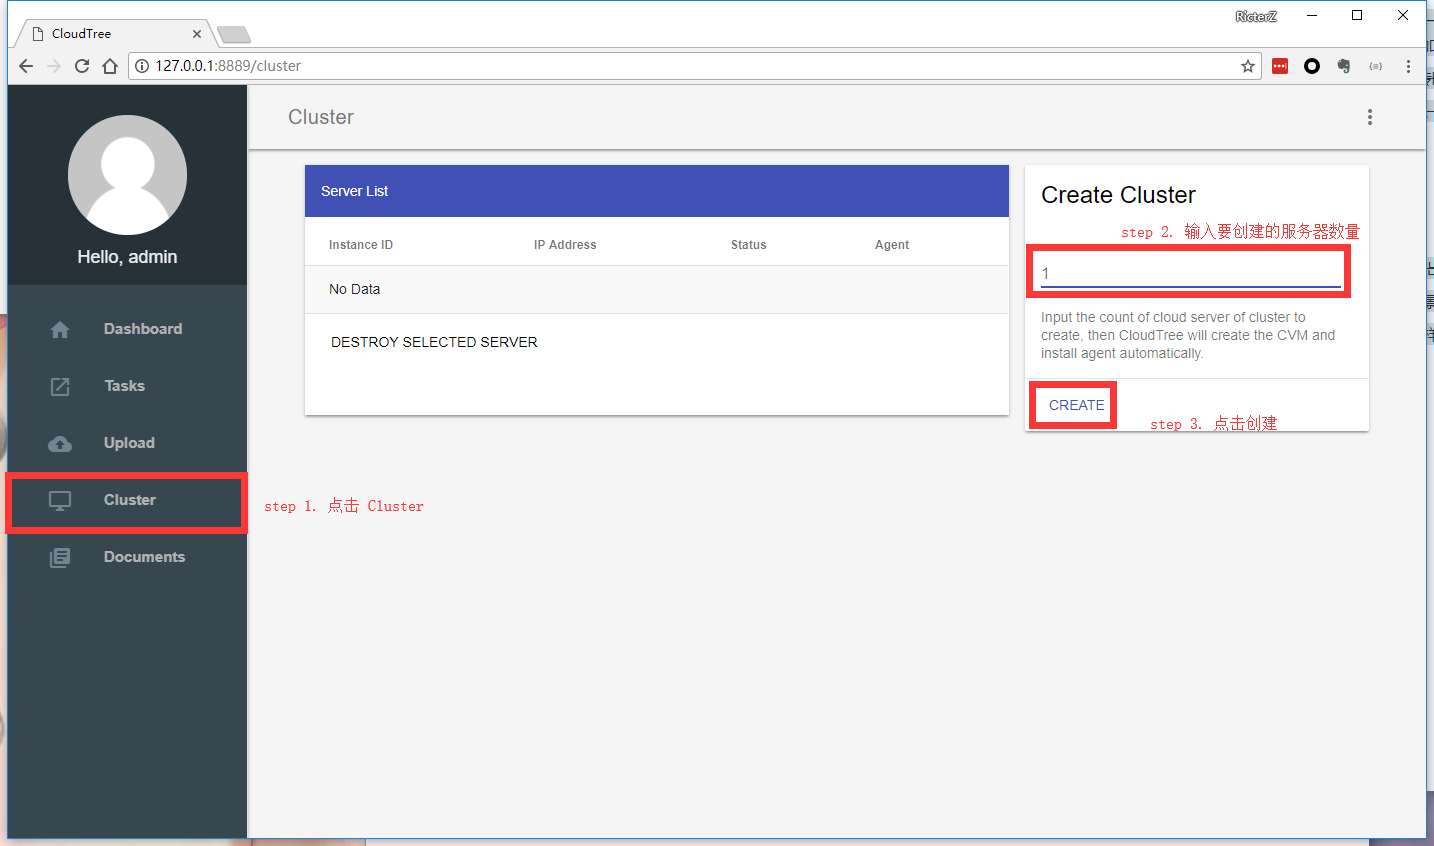 RicterZ
CloudTree
127.0.0.1:8889/cluster
Hello, admin
Dashboard
Tasks
Upload
Cluster
Documents
Cluster
Server List
Instance ID IP Address Status Agent
No Data
DESTROY SELECTED SERVER
Create Cluster
step 2. 输入要创建的服务器数量
1
Input the count of cloud server of cluster to
create, then CloudTree will create the CVM and
install agent automatically.
CREATE
step 3. 点击创建
step 1. 点击 Cluster